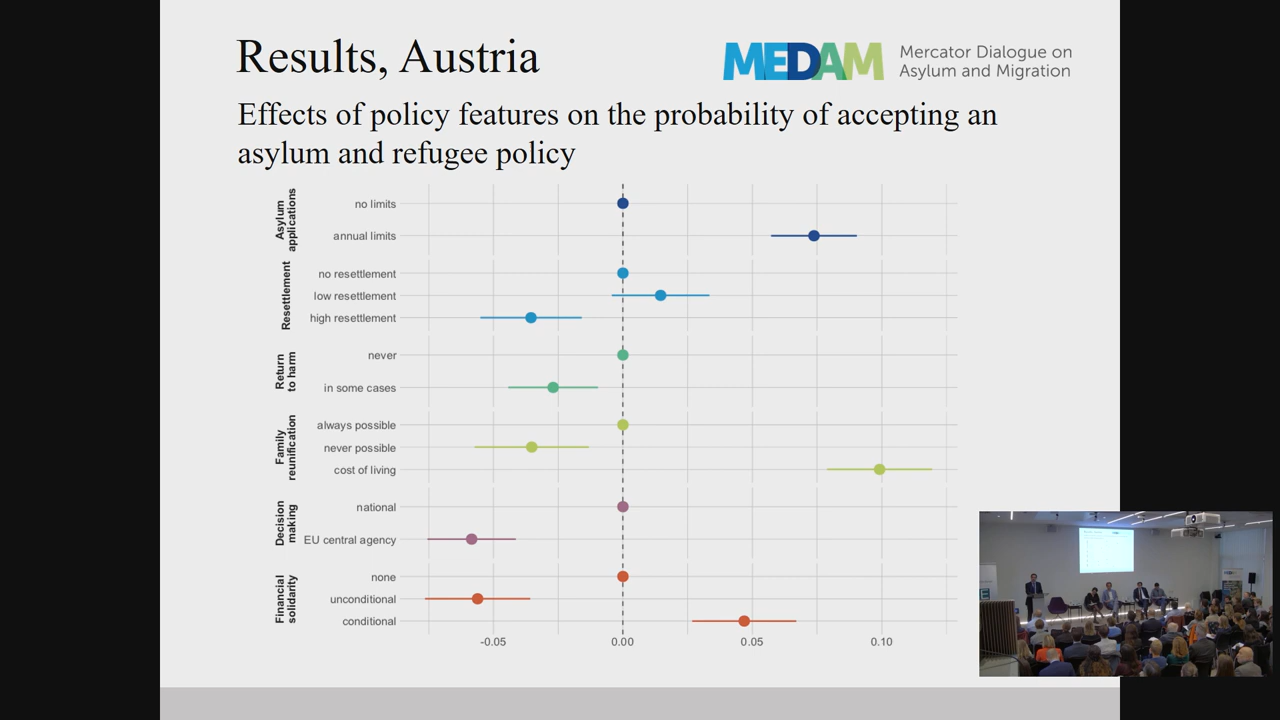 Results, Austria
MEDAM
Mercator Dialogue on
Asylum and Migration
Effects of policy features on the probability of accepting an
asylum and refugee policy
Asylum
applications
no limits
annual limits
Resettlement
no resettlement
low resettlement
high resettlement
Return
to harm
never
in some cases
Family
reunification
always possible
never possible
cost of living
Decision
making
national
EU central agency
Financial
solidarity
none
unconditional
conditional
-0.05
0.00
0.05
0.10